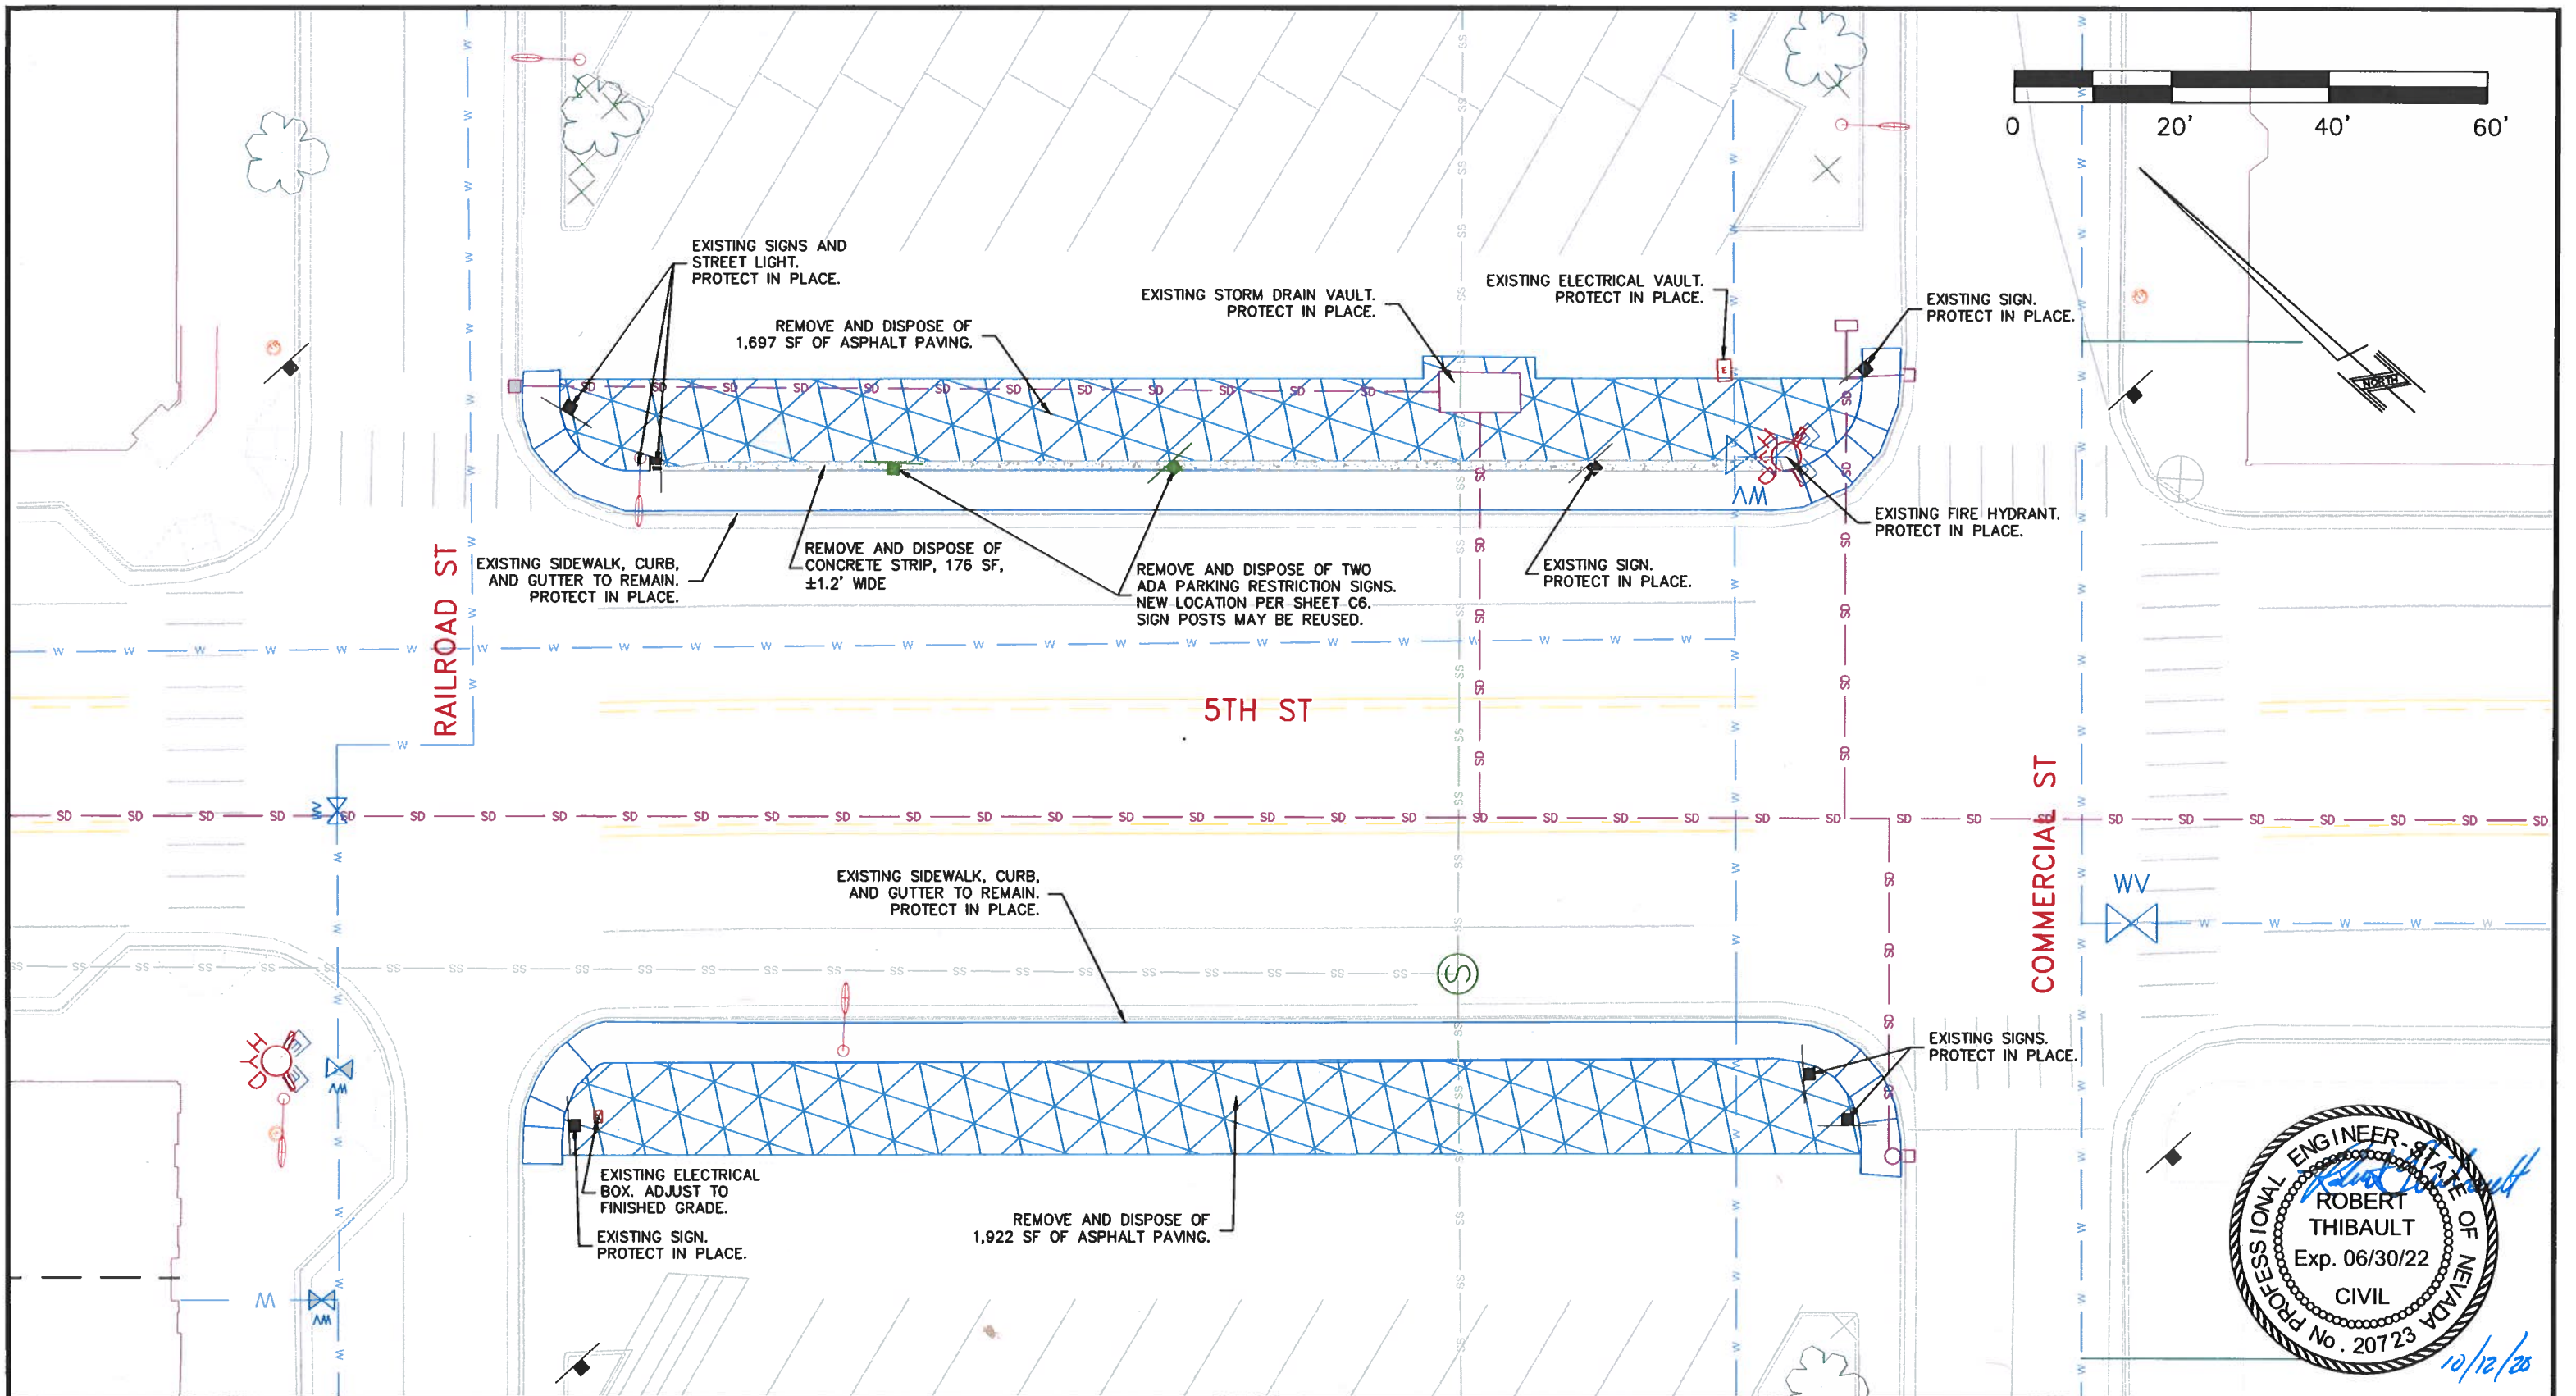 0 20' 40' 60'
NORTH
EXISTING SIGNS AND
STREET LIGHT.
PROTECT IN PLACE.
REMOVE AND DISPOSE OF
1,697 SF OF ASPHALT PAVING.
EXISTING STORM DRAIN VAULT.
PROTECT IN PLACE.
EXISTING ELECTRICAL VAULT.
PROTECT IN PLACE.
EXISTING SIGN.
PROTECT IN PLACE.
EXISTING SIDEWALK, CURB,
AND GUTTER TO REMAIN.
PROTECT IN PLACE.
REMOVE AND DISPOSE OF
CONCRETE STRIP, 176 SF,
±1.2' WIDE
REMOVE AND DISPOSE OF TWO
ADA PARKING RESTRICTION SIGNS.
NEW LOCATION PER SHEET C6.
SIGN POSTS MAY BE REUSED.
EXISTING SIGN.
PROTECT IN PLACE.
EXISTING FIRE HYDRANT.
PROTECT IN PLACE.
HYD
WV
RAILROAD ST
5TH ST
COMMERCIAL ST
WV
W
SD
SS
S
E
EXISTING SIDEWALK, CURB,
AND GUTTER TO REMAIN.
PROTECT IN PLACE.
EXISTING SIGNS.
PROTECT IN PLACE.
HYD
WV
EXISTING ELECTRICAL
BOX. ADJUST TO
FINISHED GRADE.
EXISTING SIGN.
PROTECT IN PLACE.
REMOVE AND DISPOSE OF
1,922 SF OF ASPHALT PAVING.
WV
PROFESSIONAL ENGINEER-STATE OF NEVADA
ROBERT
THIBAULT
Exp. 06/30/22
CIVIL
No. 20723
10/12/20